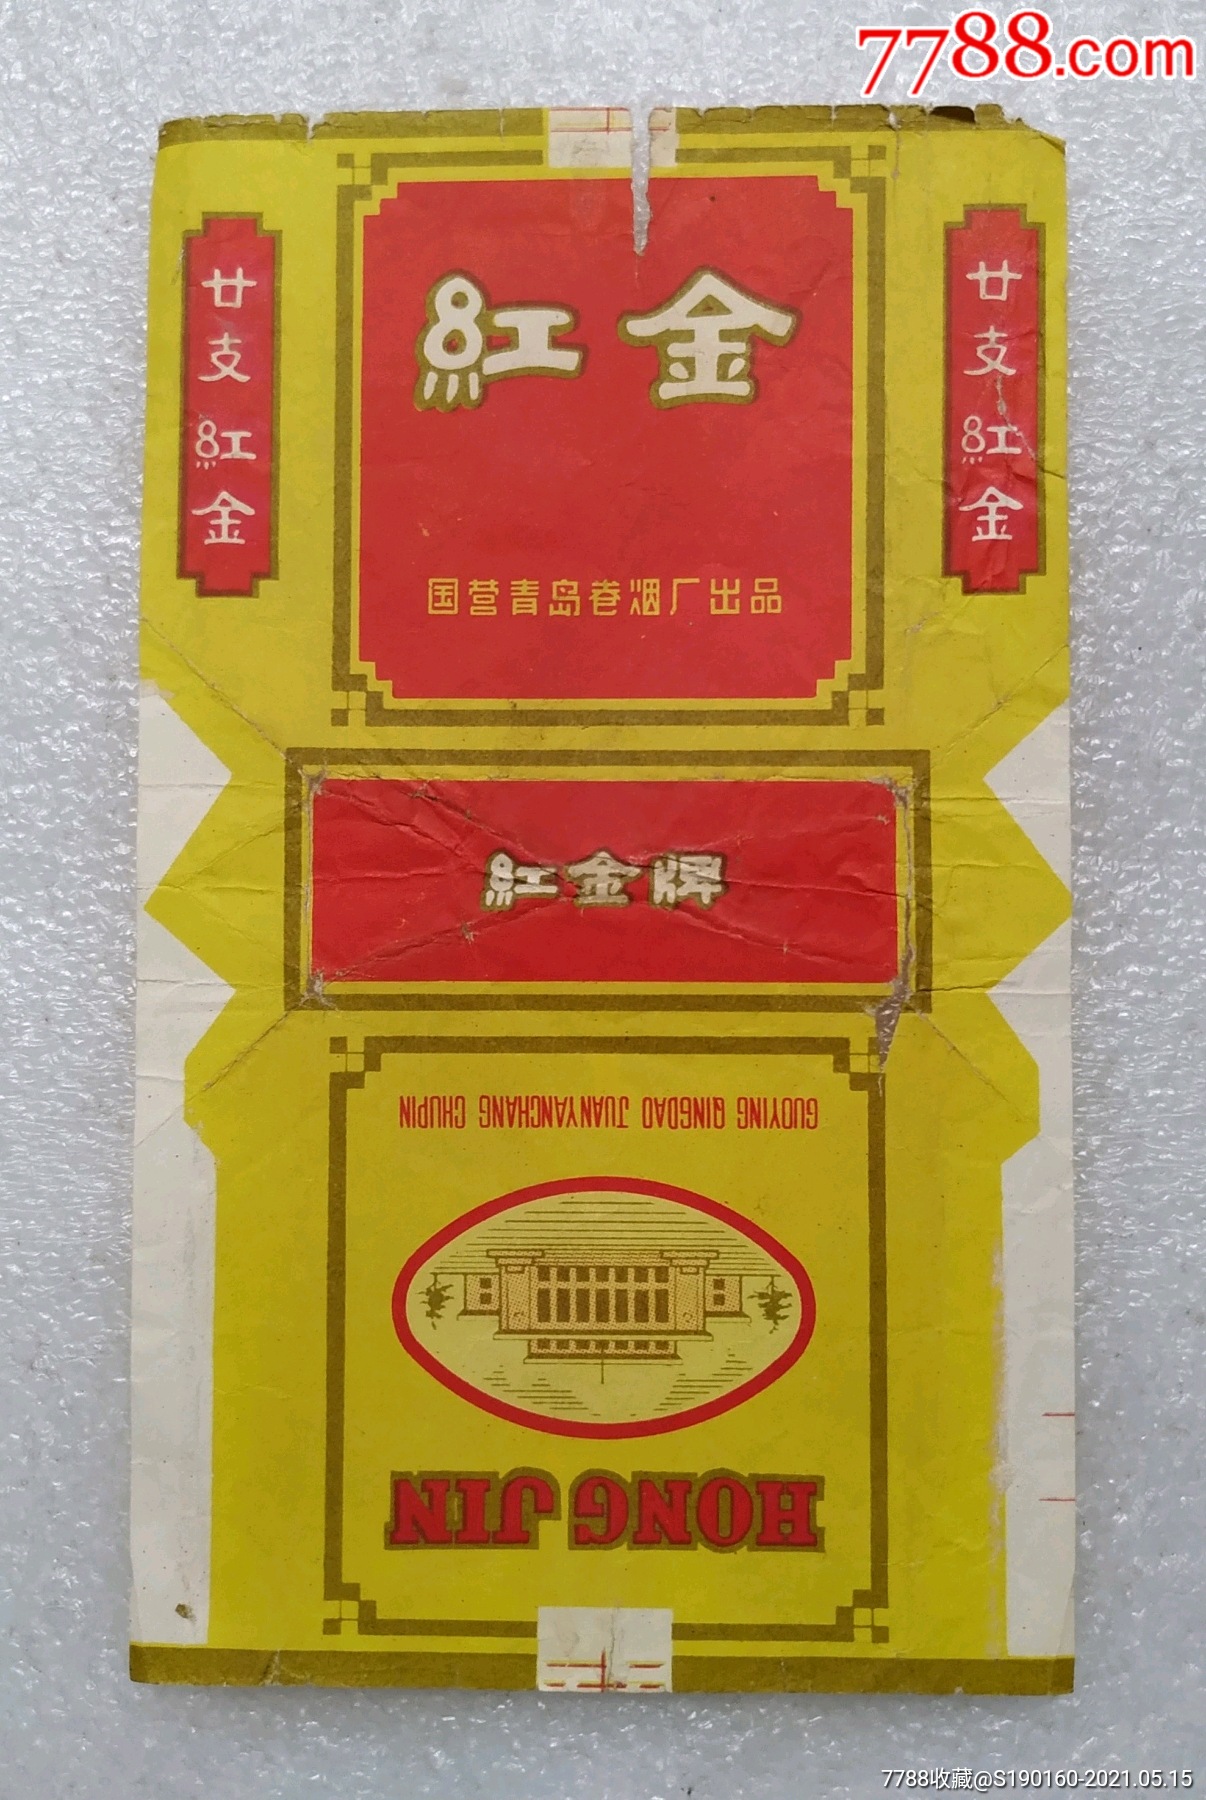 7788.com
紅金
国营青岛卷烟厂出品
廿支紅金
廿支紅金
紅金牌
GUOYING QINGDAO JUANYANCHANG CHUPIN
HONG JIN
7788收藏@S190160-2021.05.15